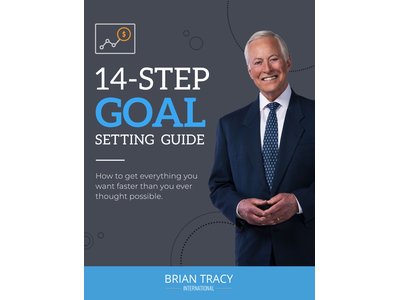 $
14-STEP
GOAL
SETTING GUIDE
How to get everything you
want faster than you ever
thought possible.
BRIAN TRACY
INTERNATIONAL